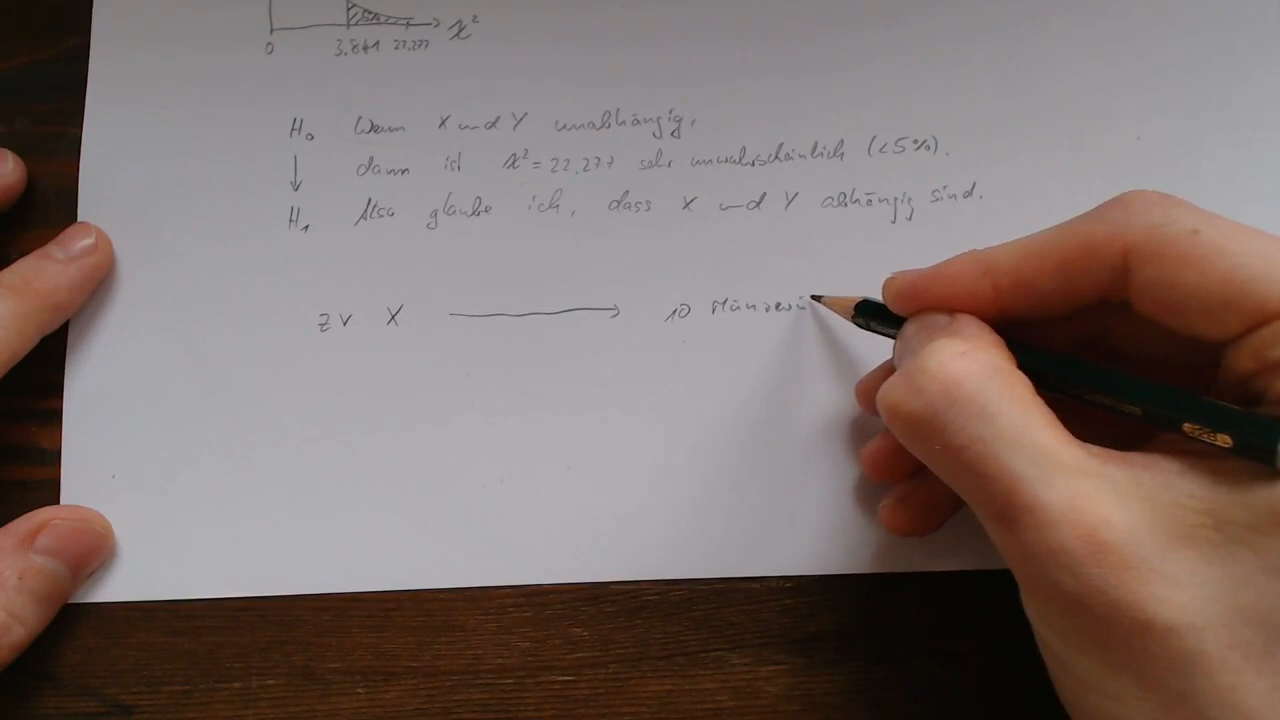 5%
0 3.841 22.277 χ²
H₀ Wenn X und Y unabhängig,
dann ist χ² = 22.277 sehr unwahrscheinlich (<5%).
H₁ Also glaube ich, dass X und Y abhängig sind.
ZV X → 10 Münzwü